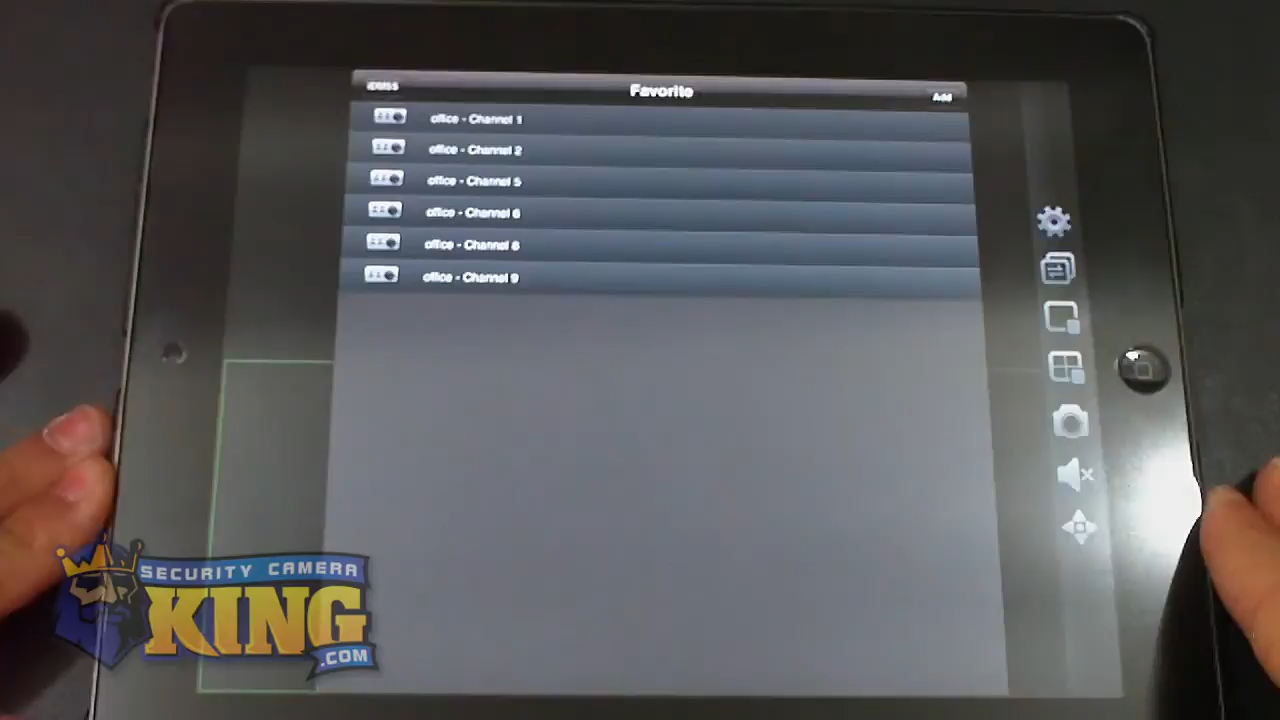 iDMSS
Favorite
Add
office - Channel 1
office - Channel 2
office - Channel 5
office - Channel 6
office - Channel 8
office - Channel 9
SECURITY CAMERA
KING
.COM